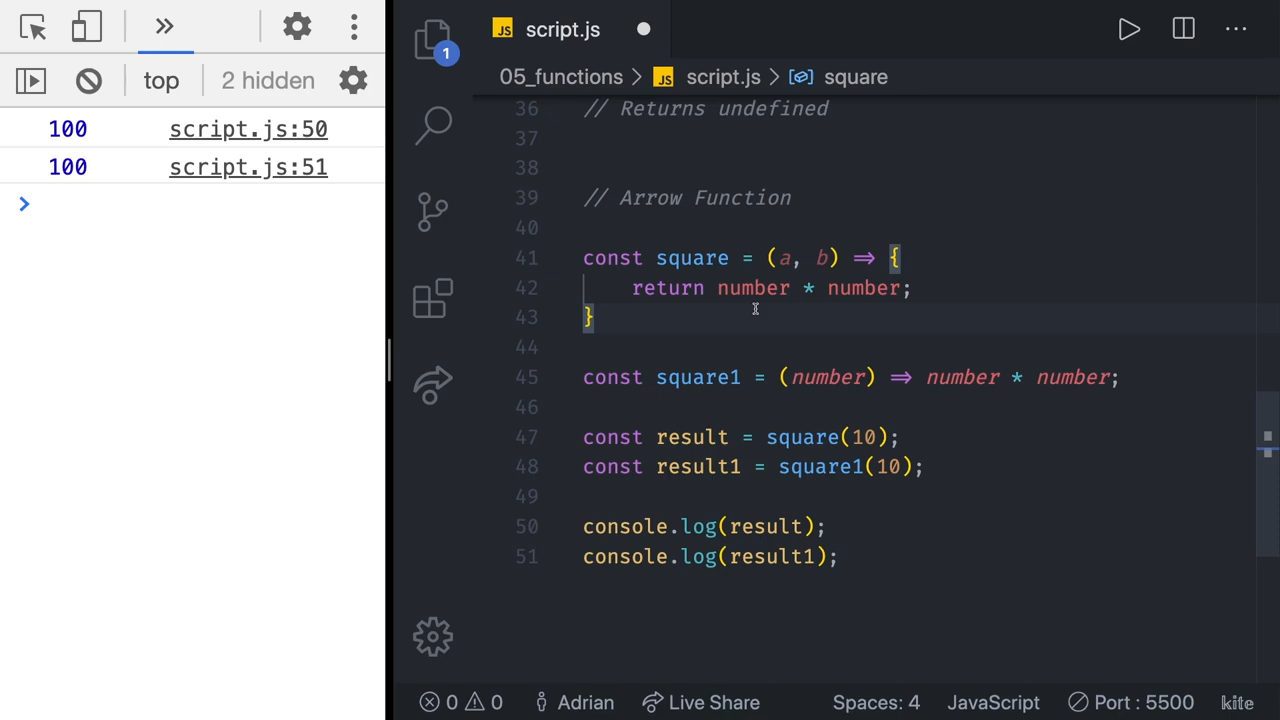 top
2 hidden
100 script.js:50
100 script.js:51
>
1
JS script.js
05_functions > JS script.js > square
36 // Returns undefined
37
38
39 // Arrow Function
40
41 const square = (a, b) => {
42 return number * number;
43 }
44
45 const square1 = (number) => number * number;
46
47 const result = square(10);
48 const result1 = square1(10);
49
50 console.log(result);
51 console.log(result1);
0 0 Adrian Live Share Spaces: 4 JavaScript Port : 5500 kite